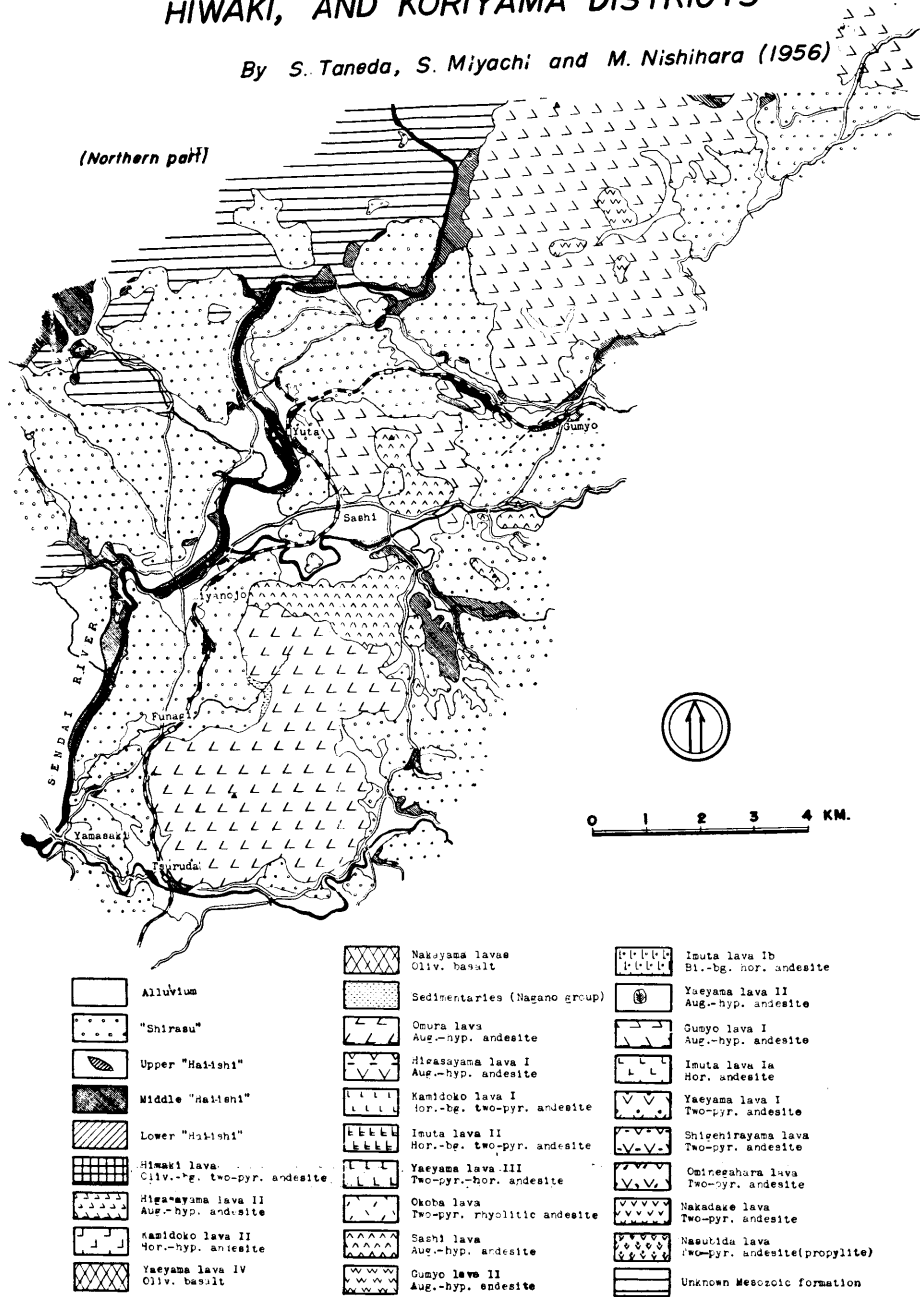 HIWAKI, AND KORIYAMA DISTRICTS
By S. Taneda, S. Miyachi and M. Nishihara (1956)
(Northern part)
Yuta
Gumyo
Sashi
iyanojo
SENDAI RIVER
Funagi
Yamasaki
Tsuruda
0 1 2 3 4 KM.
Alluvium
"Shirasu"
Upper "Hai-ishi"
Middle "Hai-ishi"
Lower "Hai-ishi"
Hiwaki lava
Oliv.-bg. two-pyr. andesite
Higasayama lava II
Aug.-hyp. andesite
Kamidoko lava II
Hor.-hyp. andesite
Yaeyama lava IV
Oliv. basalt
Nakayama lavas
Oliv. basalt
Sedimentaries (Nagano group)
Omura lava
Aug.-hyp. andesite
Higasayama lava I
Aug.-hyp. andesite
Kamidoko lava I
Hor.-bg. two-pyr. andesite
Imuta lava II
Hor.-bg. two-pyr. andesite
Yaeyama lava III
Two-pyr.-hor. andesite
Okoba lava
Two-pyr. rhyolitic andesite
Sashi lava
Aug.-hyp. andesite
Gumyo lava II
Aug.-hyp. andesite
Imuta lava Ib
Bi.-bg. hor. andesite
Yaeyama lava II
Aug.-hyp. andesite
Gumyo lava I
Aug.-hyp. andesite
Imuta lava Ia
Hor. andesite
Yaeyama lava I
Two-pyr. andesite
Shigehirayama lava
Two-pyr. andesite
Ominegahara lava
Two-pyr. andesite
Nakadake lava
Two-pyr. andesite
Nasubida lava
Two-pyr. andesite(propylite)
Unknown Mesozoic formation